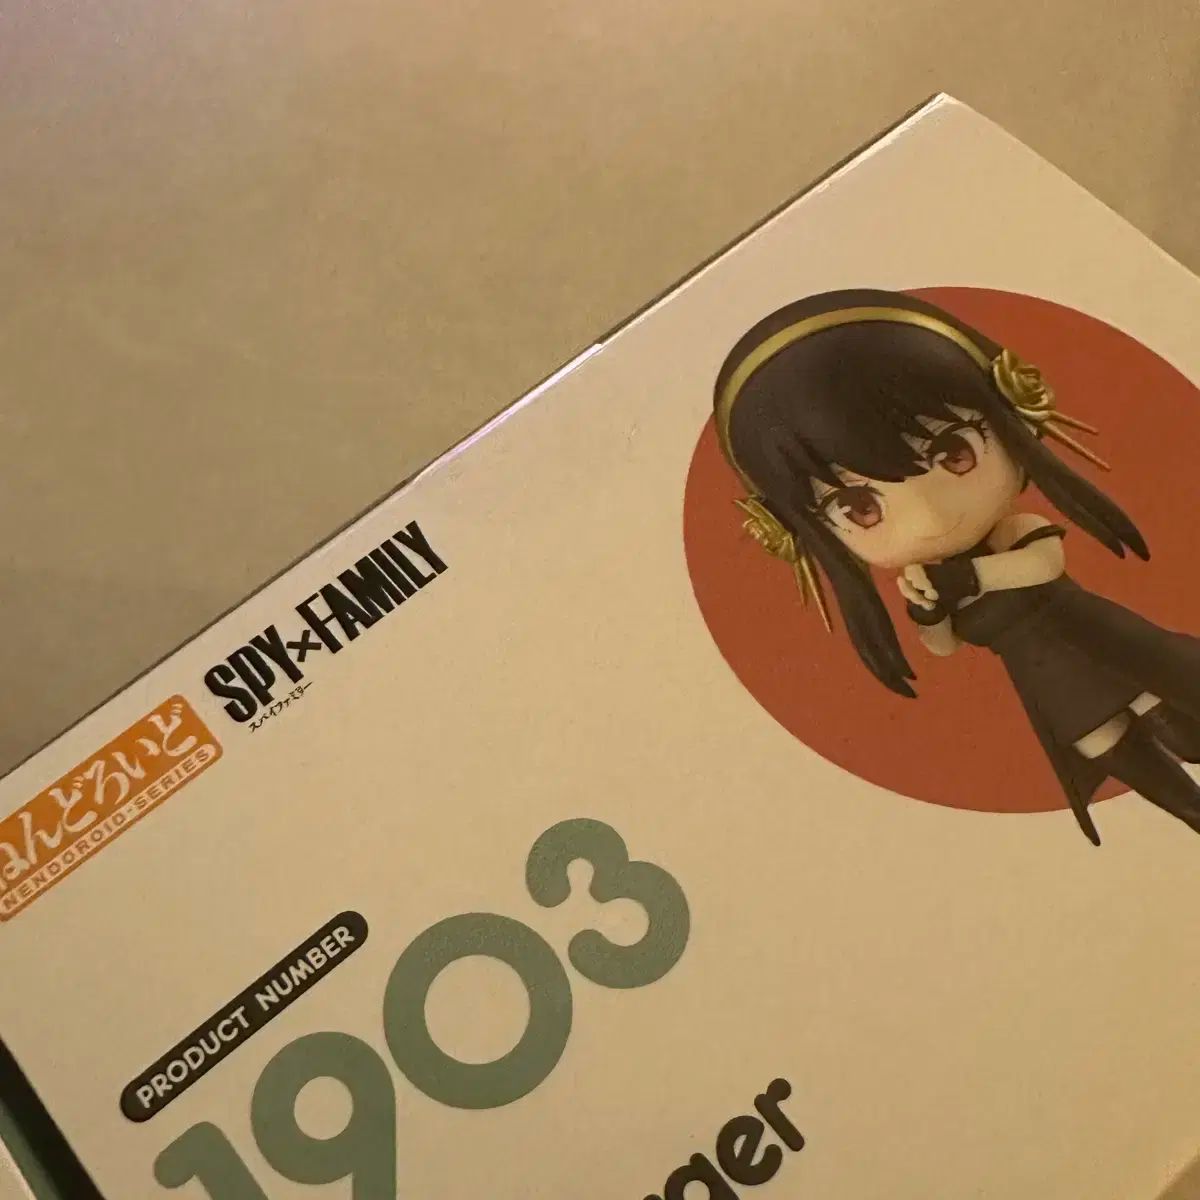 SPY×FAMILY
スパイファミリー
ねんどろいど
NENDOROID-SERIES
PRODUCT NUMBER
1903